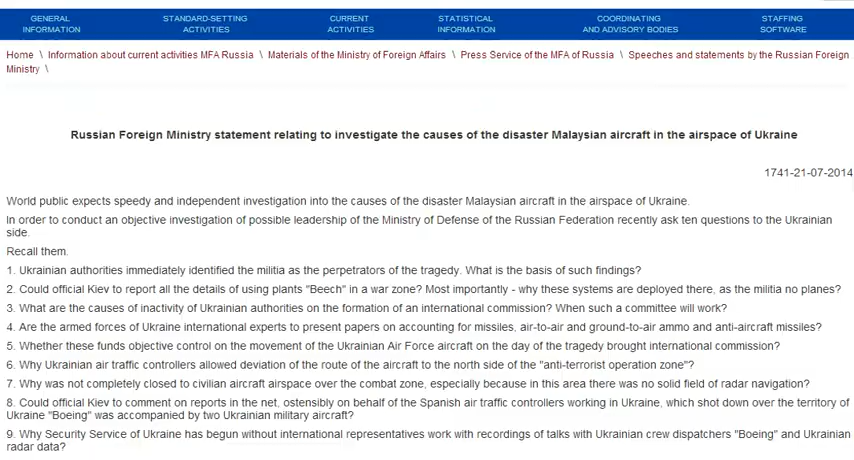 GENERAL
INFORMATION
STANDARD-SETTING
ACTIVITIES
CURRENT
ACTIVITIES
STATISTICAL
INFORMATION
COORDINATING
AND ADVISORY BODIES
STAFFING
SOFTWARE
Home \ Information about current activities MFA Russia \ Materials of the Ministry of Foreign Affairs \ Press Service of the MFA of Russia \ Speeches and statements by the Russian Foreign
Ministry \
Russian Foreign Ministry statement relating to investigate the causes of the disaster Malaysian aircraft in the airspace of Ukraine
1741-21-07-2014
World public expects speedy and independent investigation into the causes of the disaster Malaysian aircraft in the airspace of Ukraine.
In order to conduct an objective investigation of possible leadership of the Ministry of Defense of the Russian Federation recently ask ten questions to the Ukrainian
side.
Recall them.
1. Ukrainian authorities immediately identified the militia as the perpetrators of the tragedy. What is the basis of such findings?
2. Could official Kiev to report all the details of using plants "Beech" in a war zone? Most importantly - why these systems are deployed there, as the militia no planes?
3. What are the causes of inactivity of Ukrainian authorities on the formation of an international commission? When such a committee will work?
4. Are the armed forces of Ukraine international experts to present papers on accounting for missiles, air-to-air and ground-to-air ammo and anti-aircraft missiles?
5. Whether these funds objective control on the movement of the Ukrainian Air Force aircraft on the day of the tragedy brought international commission?
6. Why Ukrainian air traffic controllers allowed deviation of the route of the aircraft to the north side of the "anti-terrorist operation zone"?
7. Why was not completely closed to civilian aircraft airspace over the combat zone, especially because in this area there was no solid field of radar navigation?
8. Could official Kiev to comment on reports in the net, ostensibly on behalf of the Spanish air traffic controllers working in Ukraine, which shot down over the territory of
Ukraine "Boeing" was accompanied by two Ukrainian military aircraft?
9. Why Security Service of Ukraine has begun without international representatives work with recordings of talks with Ukrainian crew dispatchers "Boeing" and Ukrainian
radar data?